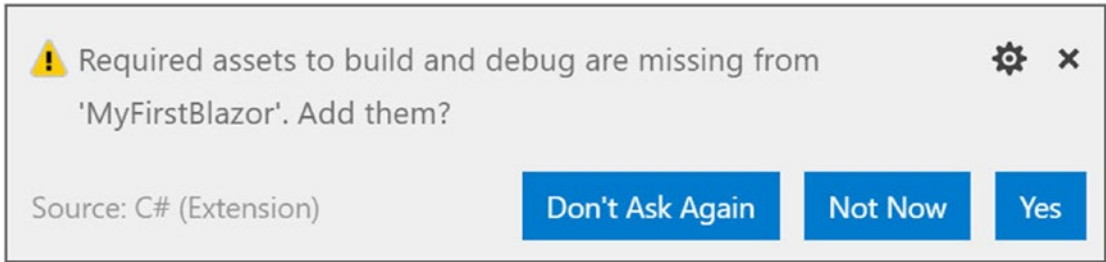 Required assets to build and debug are missing from
'MyFirstBlazor'. Add them?
Source: C# (Extension)
Don't Ask Again
Not Now
Yes